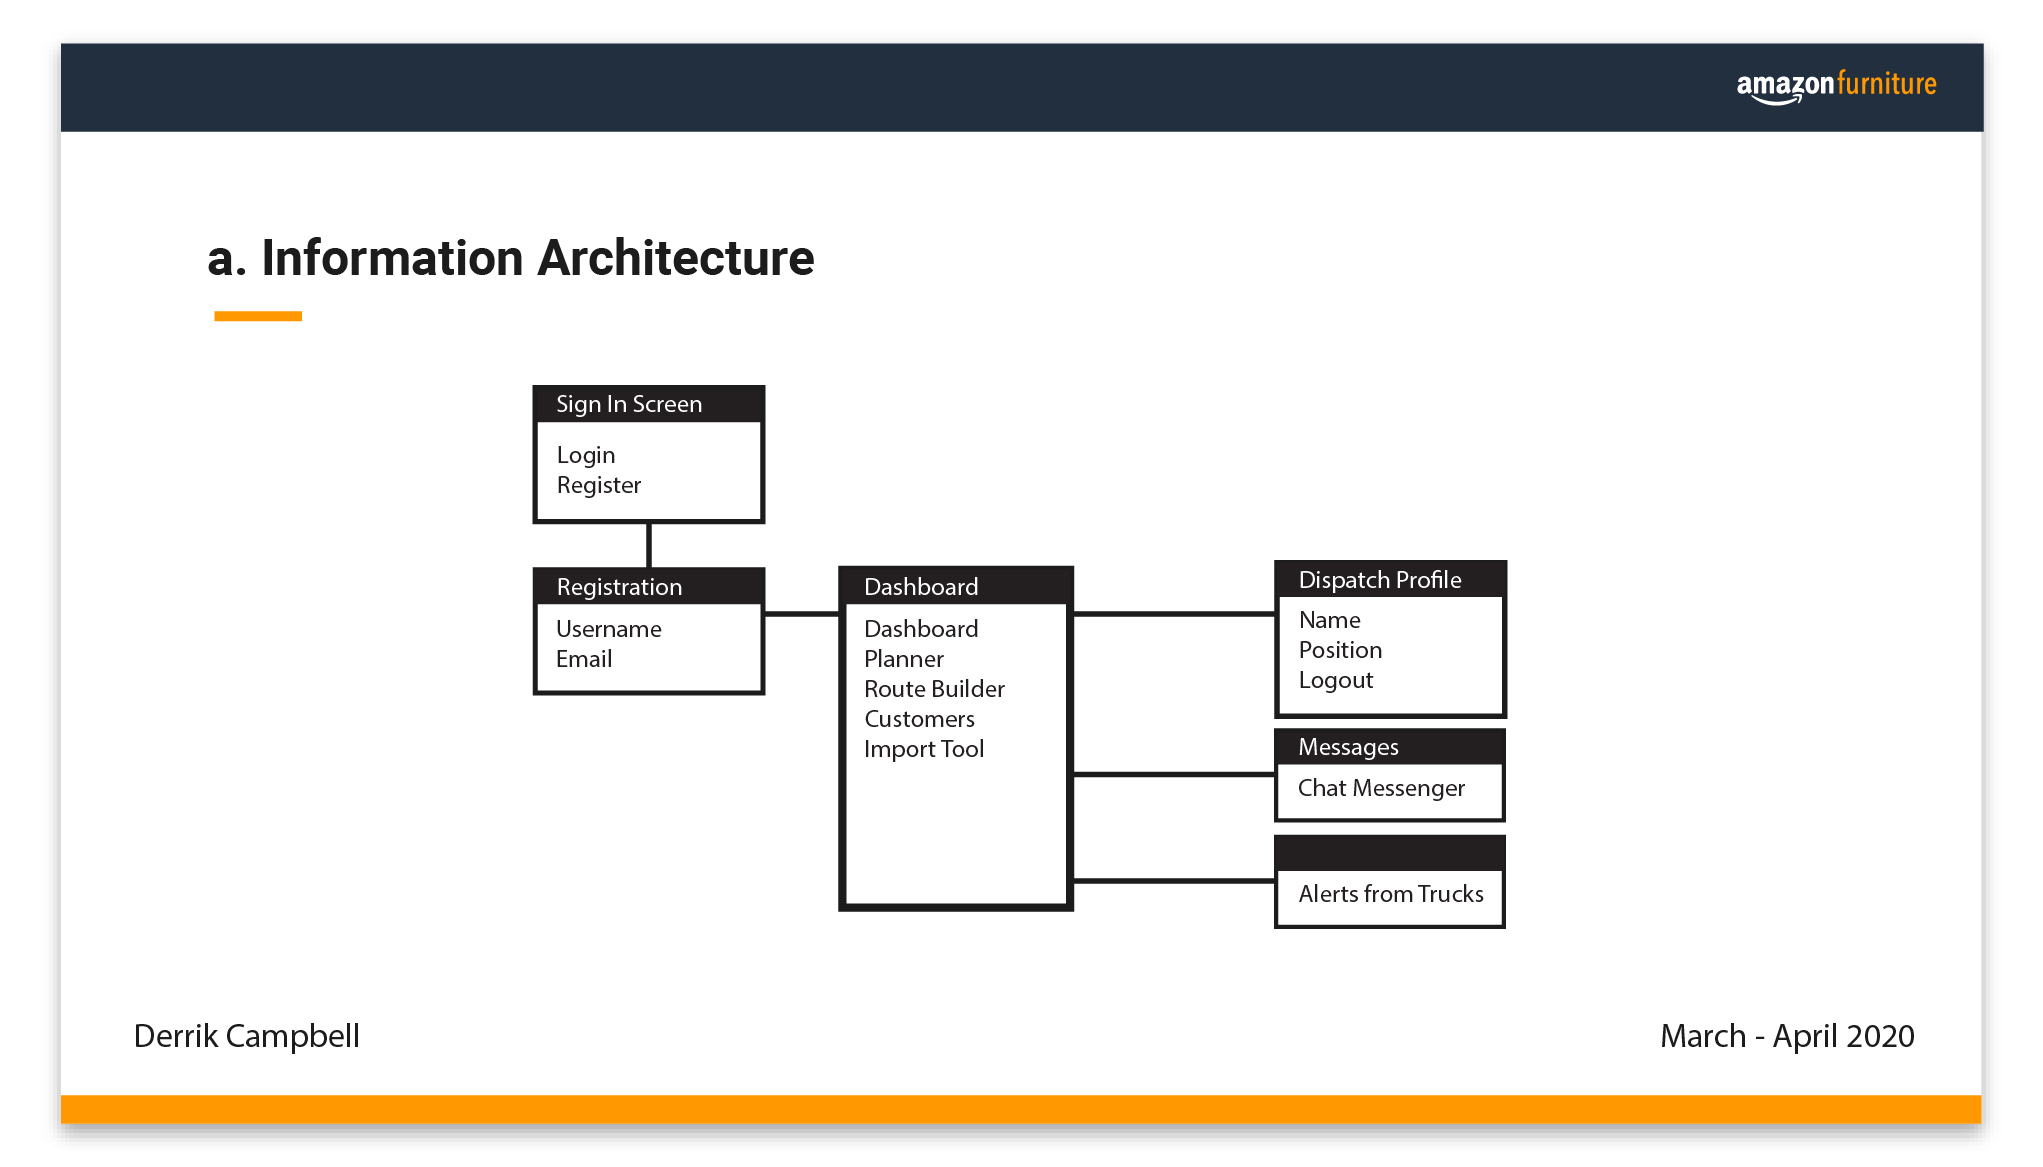 amazonfurniture
a. Information Architecture
Sign In Screen
Login
Register
Registration
Username
Email
Dashboard
Dashboard
Planner
Route Builder
Customers
Import Tool
Dispatch Profile
Name
Position
Logout
Messages
Chat Messenger
Alerts from Trucks
Derrik Campbell
March - April 2020